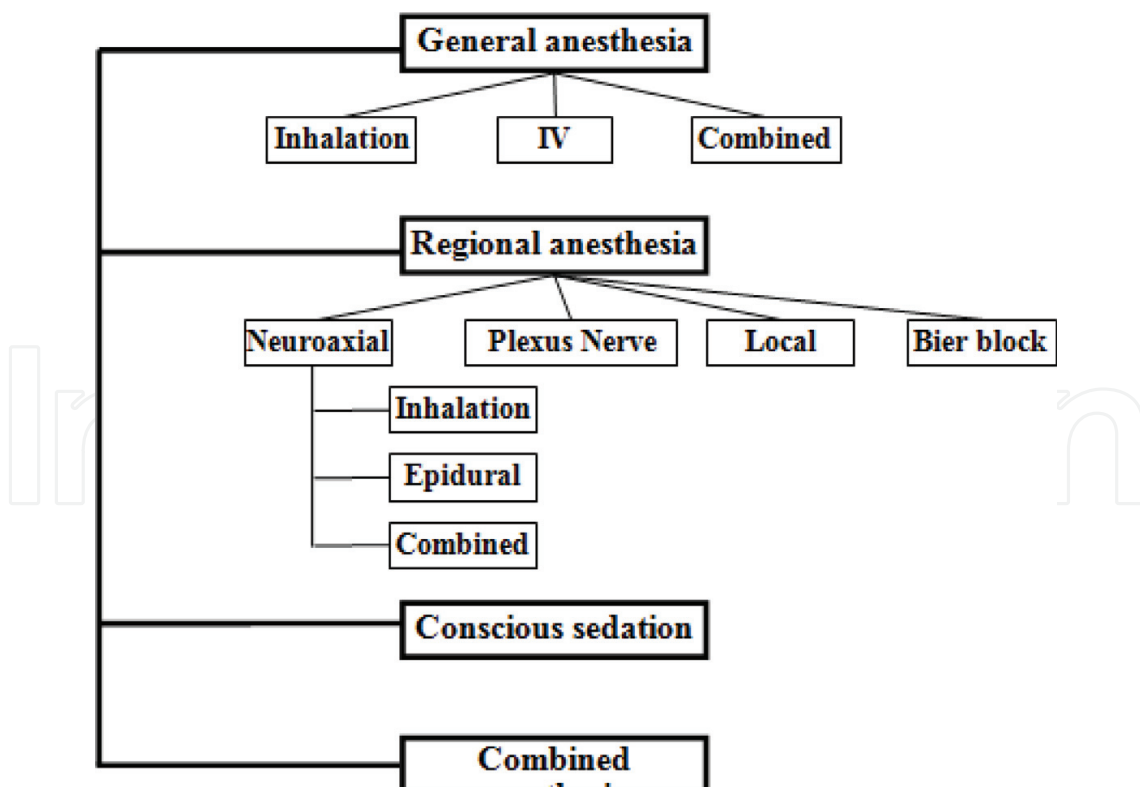 General anesthesia
Inhalation IV Combined
Regional anesthesia
Neuroaxial Plexus Nerve Local Bier block
Inhalation
Epidural
Combined
Conscious sedation
Combined